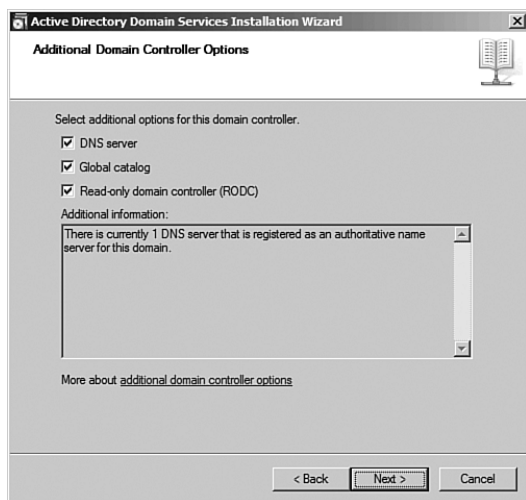 Active Directory Domain Services Installation Wizard
Additional Domain Controller Options
Select additional options for this domain controller.
DNS server
Global catalog
Read-only domain controller (RODC)
Additional information:
There is currently 1 DNS server that is registered as an authoritative name
server for this domain.
More about additional domain controller options
< Back
Next >
Cancel